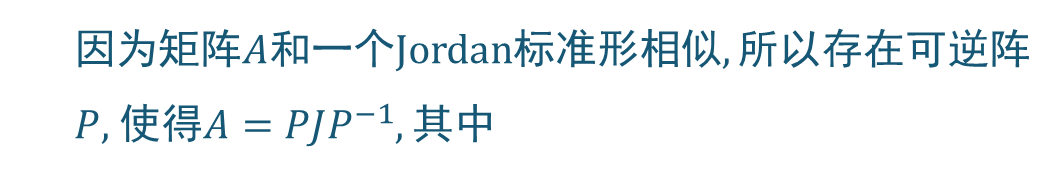 因为矩阵A和一个Jordan标准形相似, 所以存在可逆阵
P, 使得A = PJP⁻¹, 其中